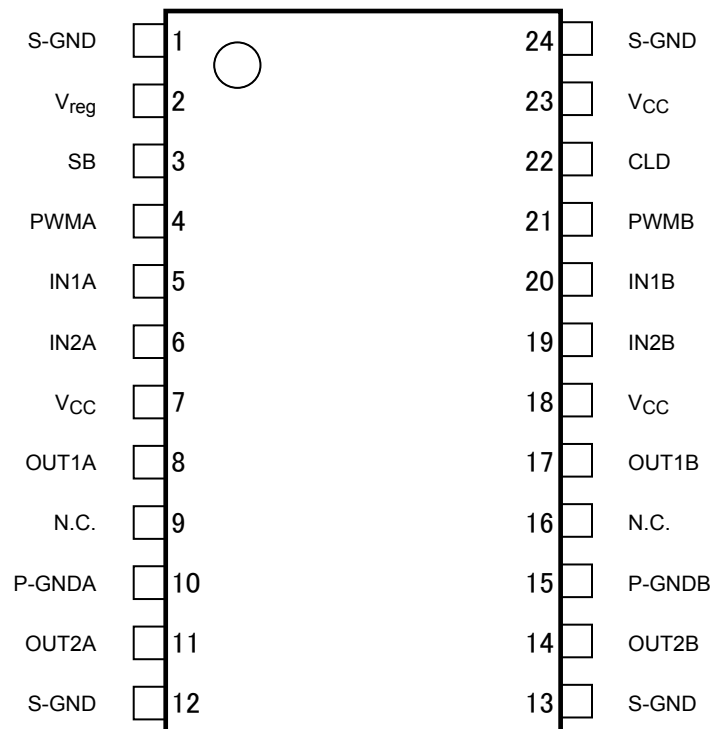 S-GND 1 24 S-GND
Vreg 2 23 VCC
SB 3 22 CLD
PWMA 4 21 PWMB
IN1A 5 20 IN1B
IN2A 6 19 IN2B
VCC 7 18 VCC
OUT1A 8 17 OUT1B
N.C. 9 16 N.C.
P-GNDA 10 15 P-GNDB
OUT2A 11 14 OUT2B
S-GND 12 13 S-GND